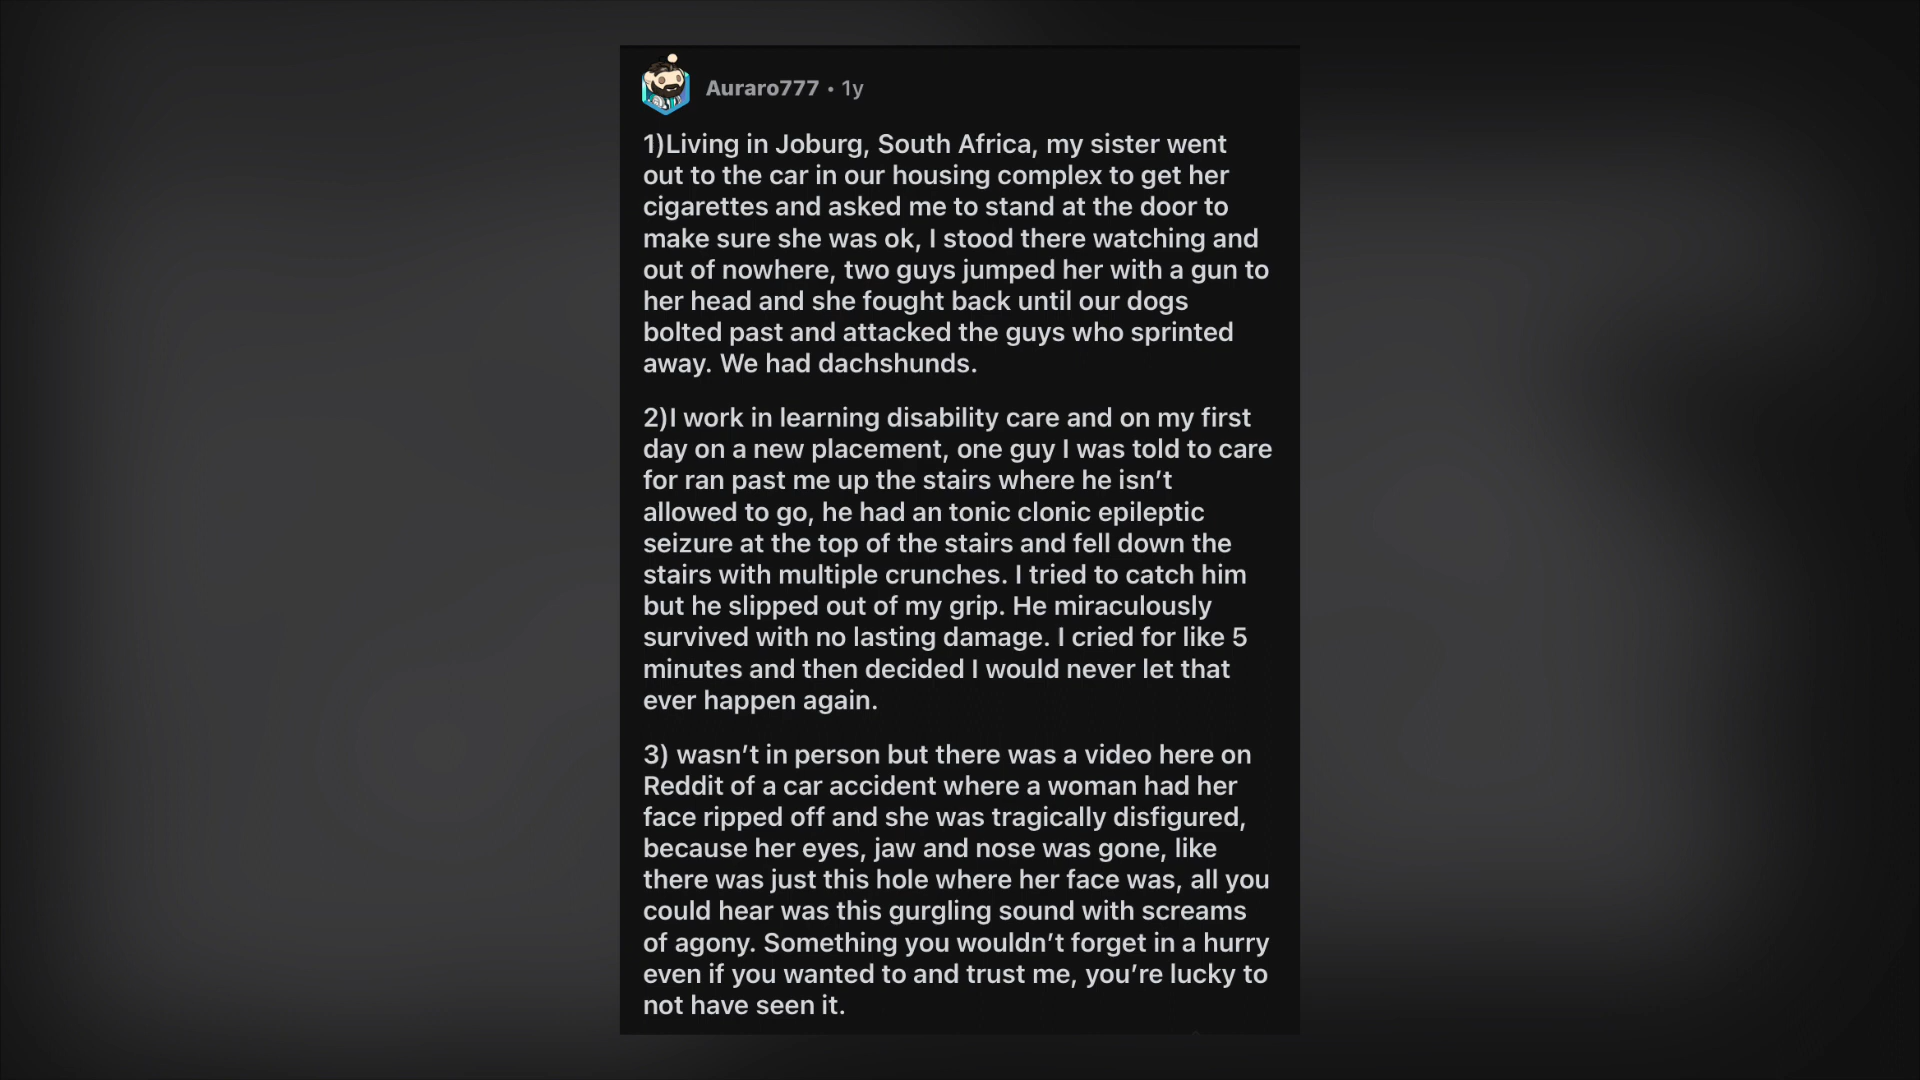 Auraro777 • 1y
1)Living in Joburg, South Africa, my sister went
out to the car in our housing complex to get her
cigarettes and asked me to stand at the door to
make sure she was ok, I stood there watching and
out of nowhere, two guys jumped her with a gun to
her head and she fought back until our dogs
bolted past and attacked the guys who sprinted
away. We had dachshunds.
2)I work in learning disability care and on my first
day on a new placement, one guy I was told to care
for ran past me up the stairs where he isn’t
allowed to go, he had an tonic clonic epileptic
seizure at the top of the stairs and fell down the
stairs with multiple crunches. I tried to catch him
but he slipped out of my grip. He miraculously
survived with no lasting damage. I cried for like 5
minutes and then decided I would never let that
ever happen again.
3) wasn’t in person but there was a video here on
Reddit of a car accident where a woman had her
face ripped off and she was tragically disfigured,
because her eyes, jaw and nose was gone, like
there was just this hole where her face was, all you
could hear was this gurgling sound with screams
of agony. Something you wouldn’t forget in a hurry
even if you wanted to and trust me, you’re lucky to
not have seen it.